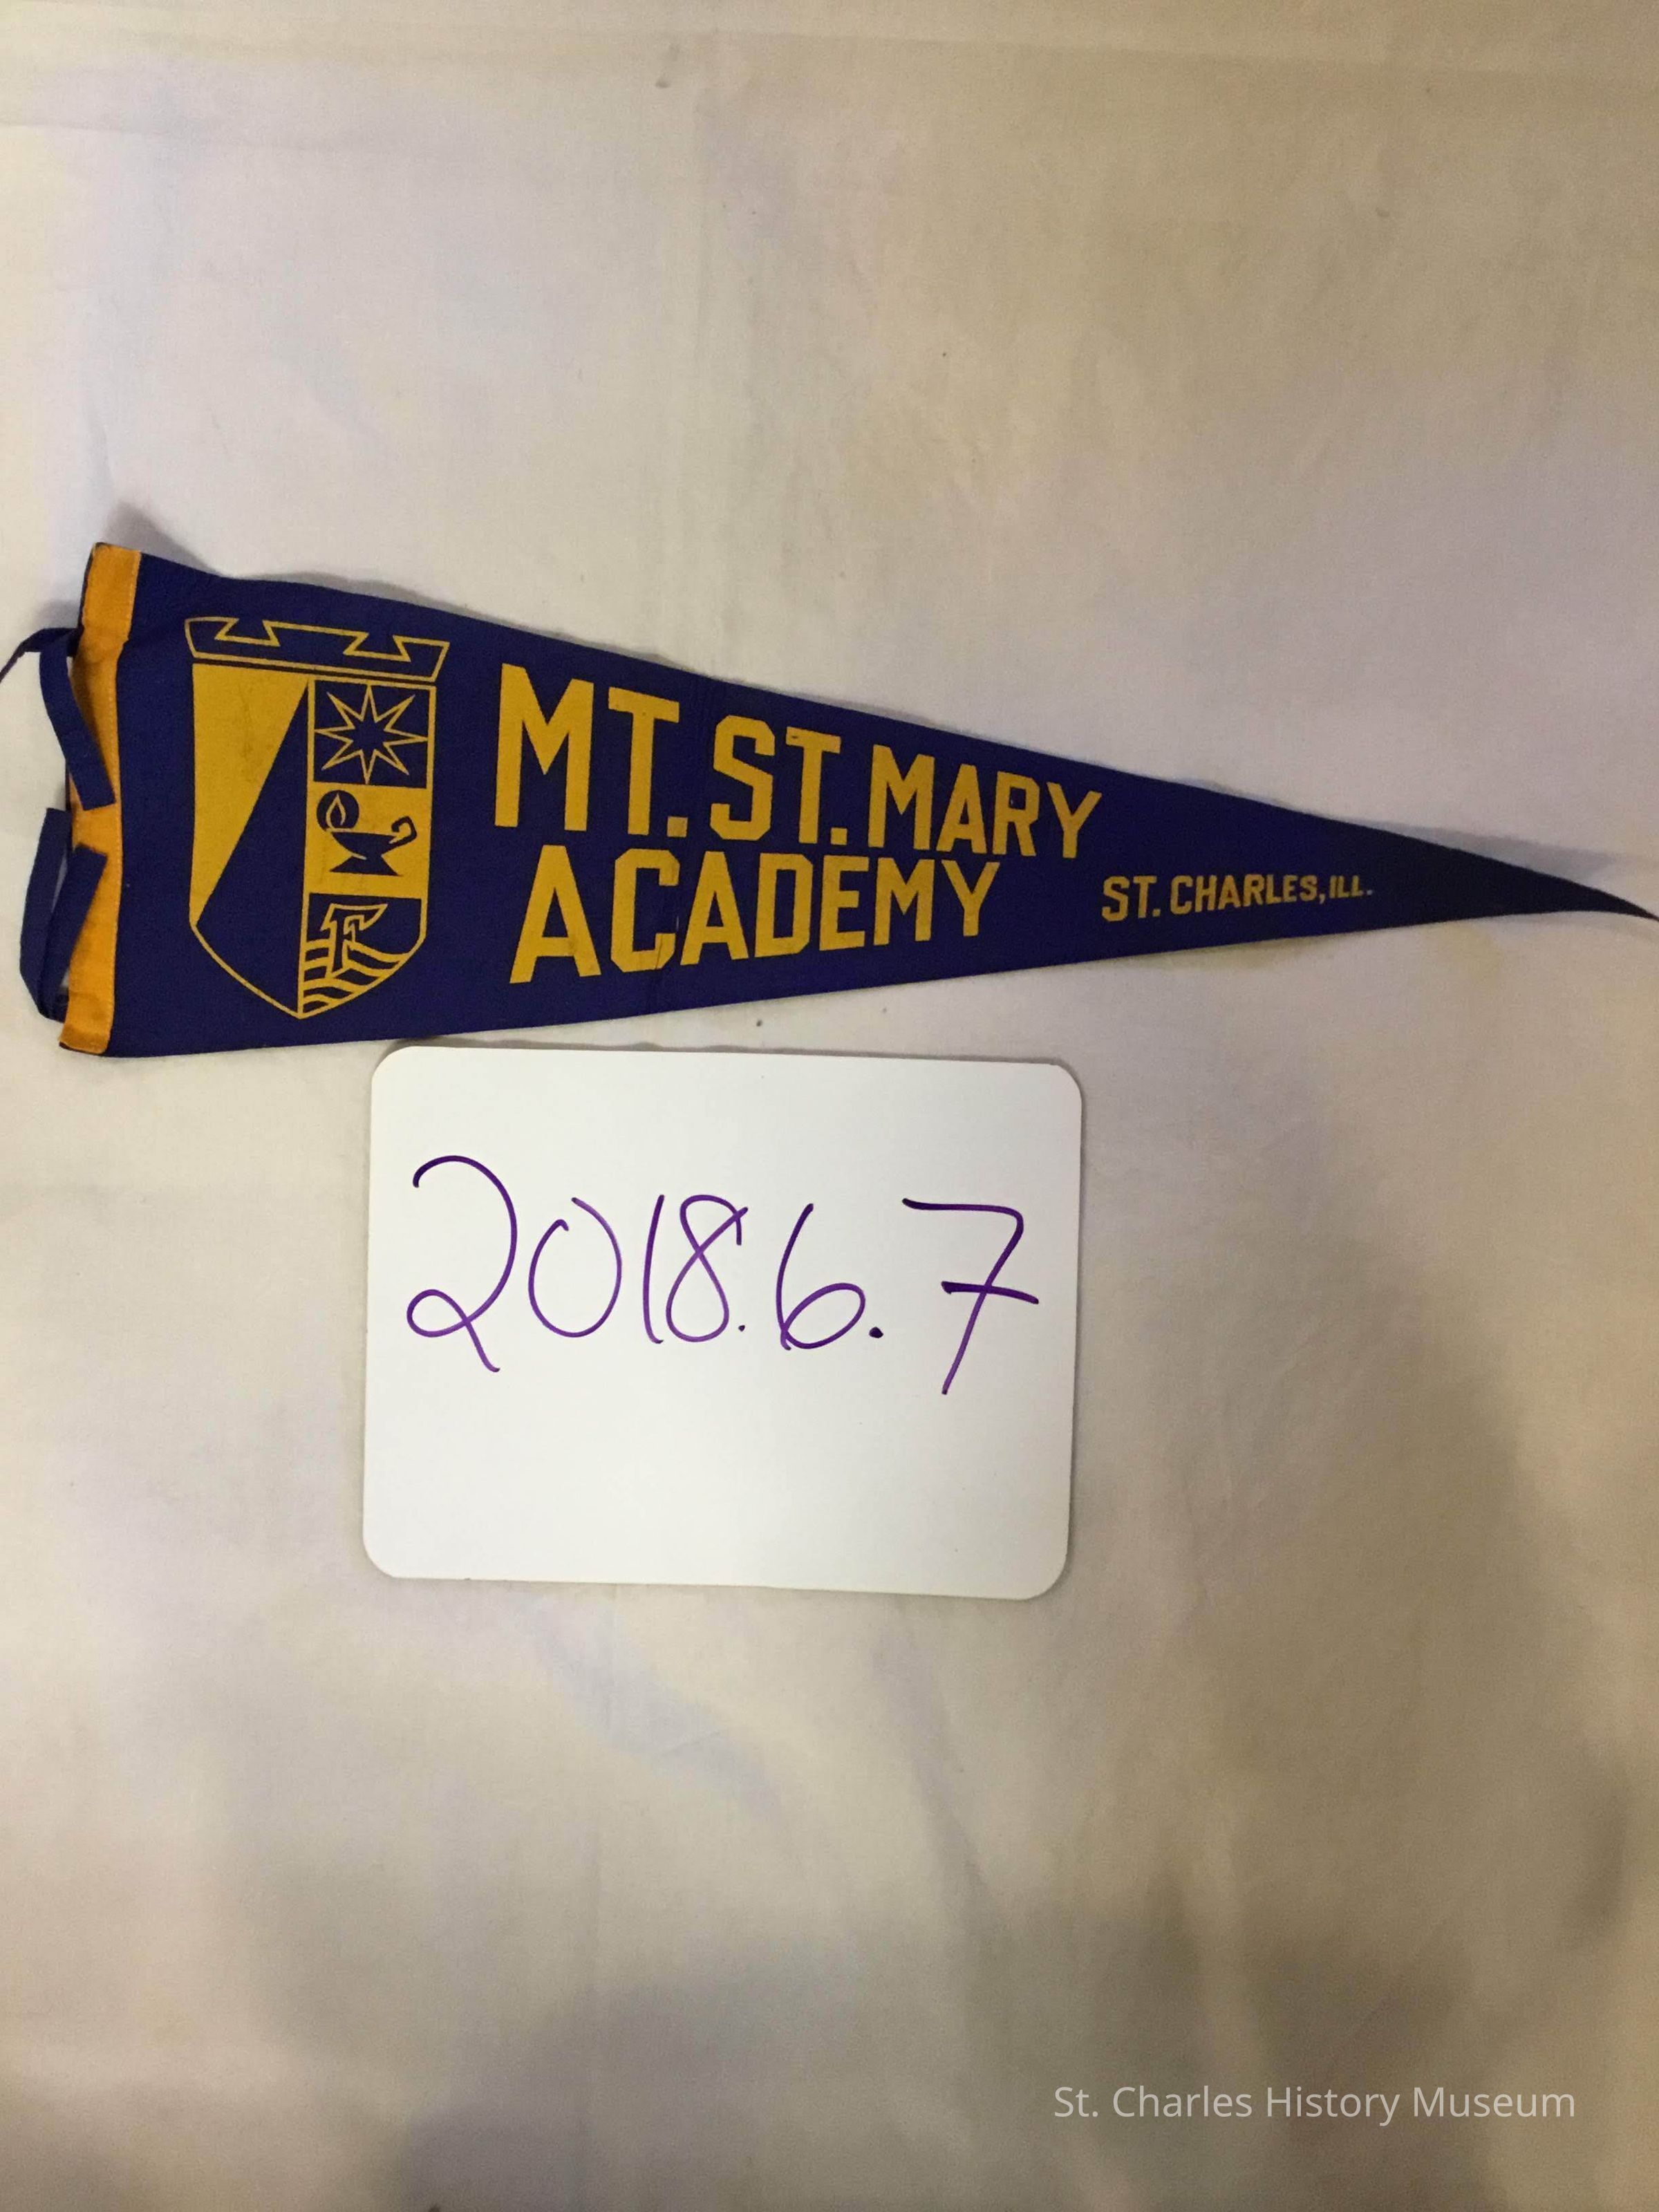 MT. ST. MARY
ACADEMY
ST. CHARLES, ILL.
F
2018.6.7
St. Charles History Museum